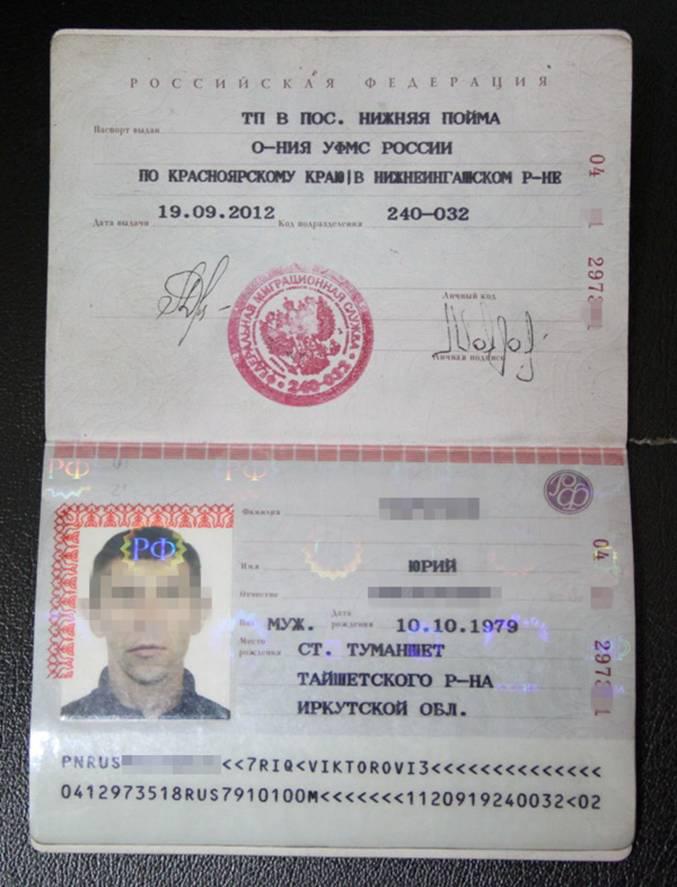 РОССИЙСКАЯ ФЕДЕРАЦИЯ
Паспорт выдан ТП В ПОС. НИЖНЯЯ ПОЙМА
О-НИЯ УФМС РОССИИ
ПО КРАСНОЯРСКОМУ КРАЮ|В НИЖНЕИНГАШСКОМ Р-НЕ
Дата выдачи 19.09.2012 Код подразделения 240-032
04
Личный код
Личная подпись
ФЕДЕРАЛЬНАЯ МИГРАЦИОННАЯ СЛУЖБА
240-032
РФ РФ
РФ
Фамилия
РФ
Имя ЮРИЙ
04
Отчество
Пол МУЖ. Дата рождения 10.10.1979
Место рождения СТ. ТУМАНШЕТ
ТАЙШЕТСКОГО Р-НА
ИРКУТСКОЙ ОБЛ.
PNRUS <<7RIQ<VIKTOROVI3<<<<<<<<<<<<<<<
0412973518RUS7910100M<<<<<<<1120919240032<02